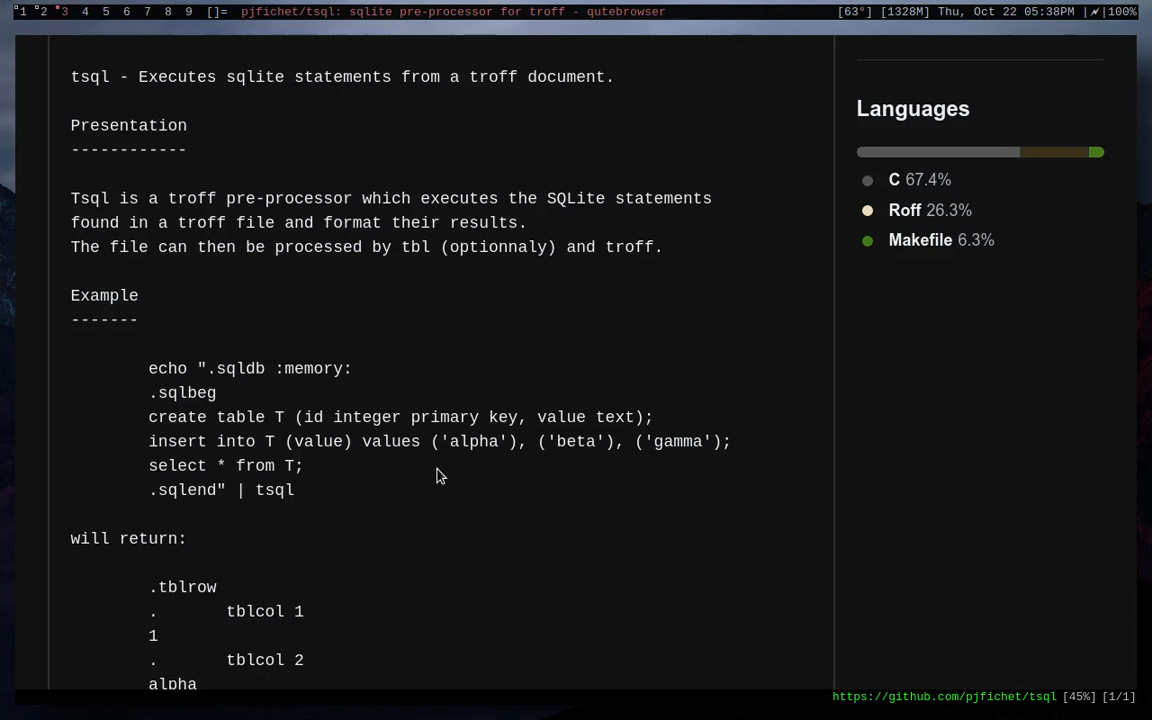 1 2 3 4 5 6 7 8 9 []= pjfichet/tsql: sqlite pre-processor for troff - qutebrowser [63°] [1328M] Thu, Oct 22 05:38PM |⚡|100%
tsql - Executes sqlite statements from a troff document.
Presentation
------------
Tsql is a troff pre-processor which executes the SQLite statements
found in a troff file and format their results.
The file can then be processed by tbl (optionnaly) and troff.
Example
-------
echo ".sqldb :memory:
.sqlbeg
create table T (id integer primary key, value text);
insert into T (value) values ('alpha'), ('beta'), ('gamma');
select * from T;
.sqlend" | tsql
will return:
.tblrow
. tblcol 1
1
. tblcol 2
alpha
Languages
C 67.4%
Roff 26.3%
Makefile 6.3%
https://github.com/pjfichet/tsql [45%] [1/1]